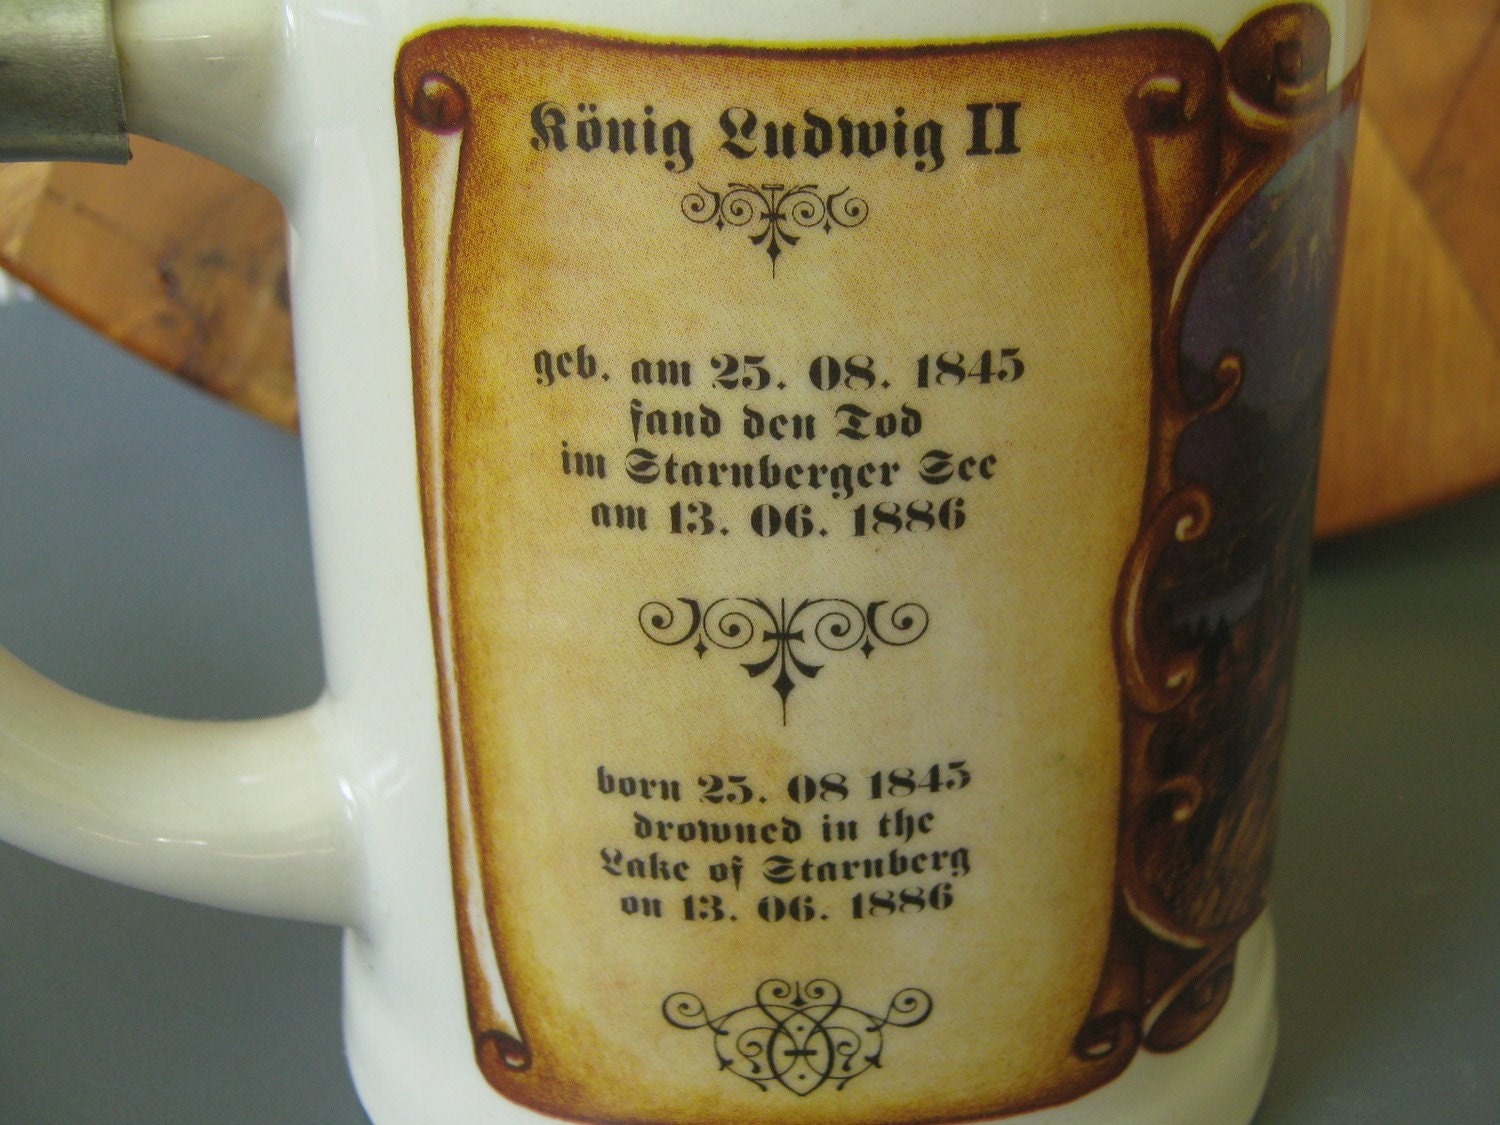 König Ludwig II
geb. am 25. 08. 1845
fand den Tod
im Starnberger See
am 13. 06. 1886
born 25. 08 1845
drowned in the
Lake of Starnberg
on 13. 06. 1886